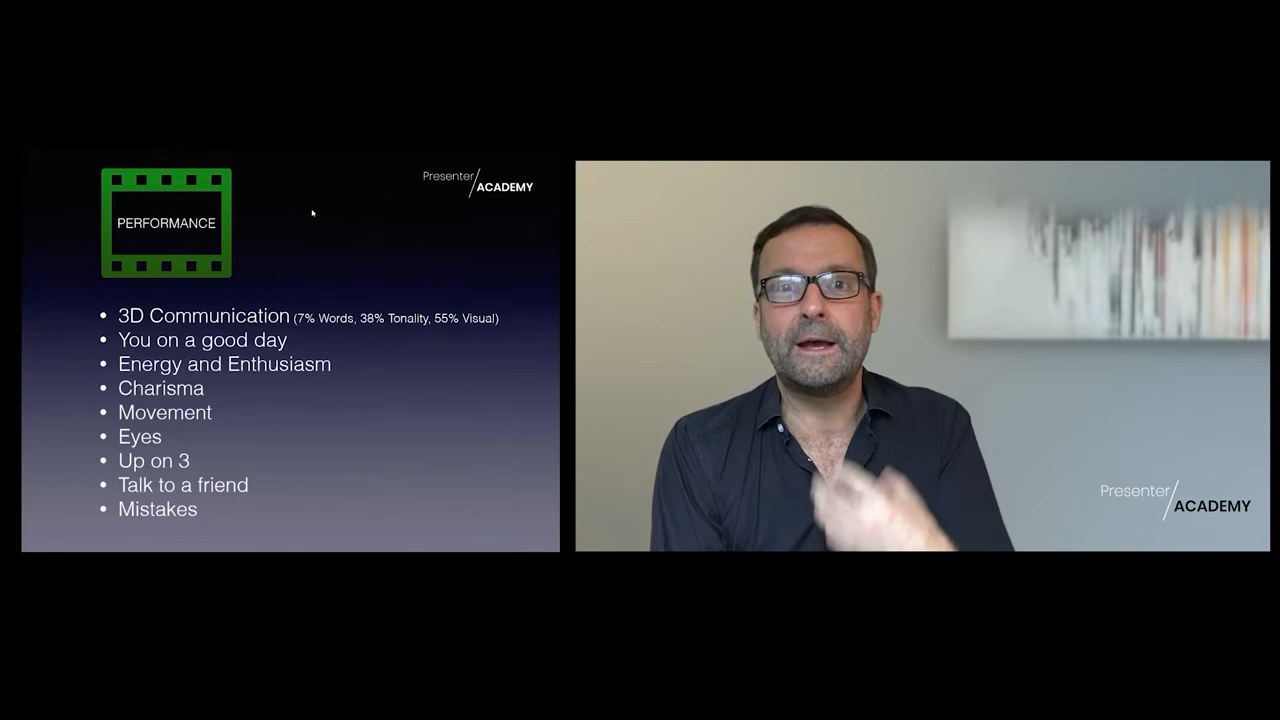 PERFORMANCE
Presenter
ACADEMY
• 3D Communication (7% Words, 38% Tonality, 55% Visual)
• You on a good day
• Energy and Enthusiasm
• Charisma
• Movement
• Eyes
• Up on 3
• Talk to a friend
• Mistakes
Presenter
ACADEMY